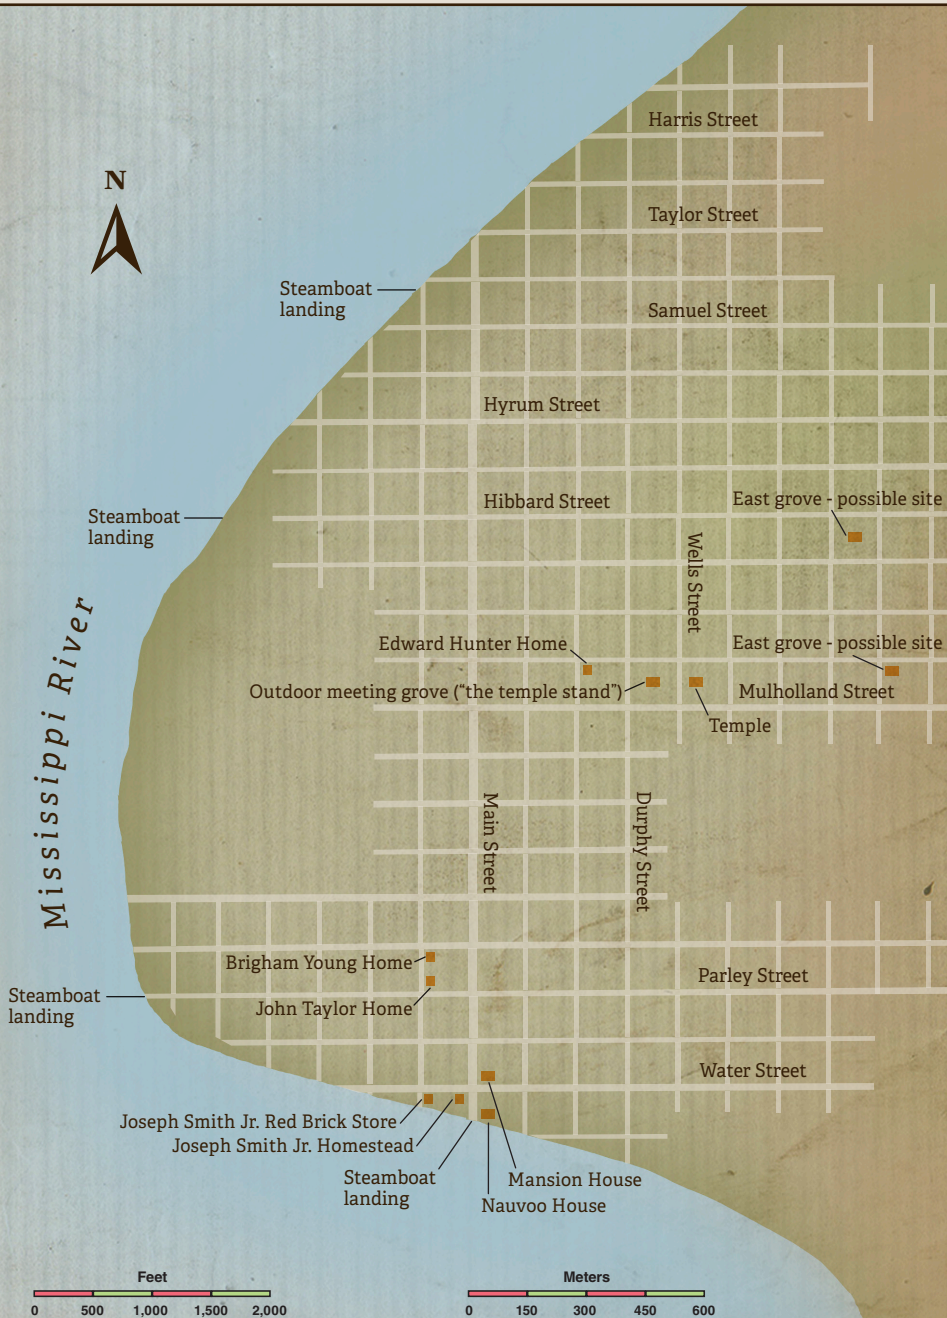 Harris Street
N
Taylor Street
Steamboat
landing
Samuel Street
Hyrum Street
Hibbard Street
East grove - possible site
Steamboat
landing
Wells Street
Mississippi River
Edward Hunter Home
East grove - possible site
Outdoor meeting grove (“the temple stand”)
Mulholland Street
Temple
Main Street
Durphy Street
Brigham Young Home
Parley Street
Steamboat
landing
John Taylor Home
Water Street
Joseph Smith Jr. Red Brick Store
Joseph Smith Jr. Homestead
Steamboat
landing
Mansion House
Nauvoo House
Feet
0 500 1,000 1,500 2,000
Meters
0 150 300 450 600